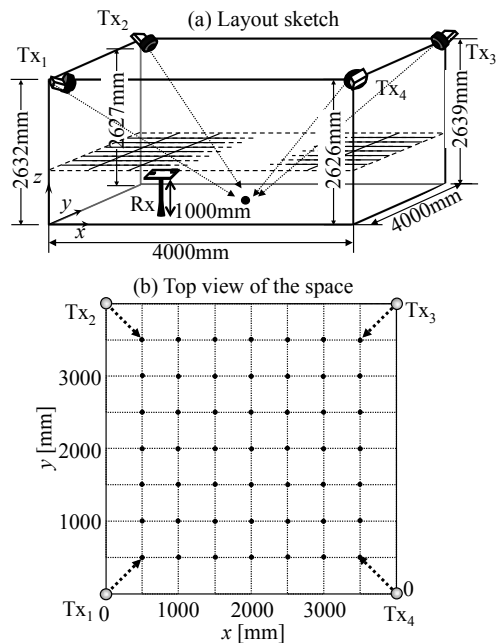 (a) Layout sketch
Tx2
Tx1
Tx3
Tx4
2632mm
2627mm
2626mm
2639mm
z
y
x
Rx
1000mm
4000mm
4000mm
(b) Top view of the space
Tx2
Tx3
3000
2000
1000
y [mm]
0
Tx1 0 1000 2000 3000 Tx4
x [mm]